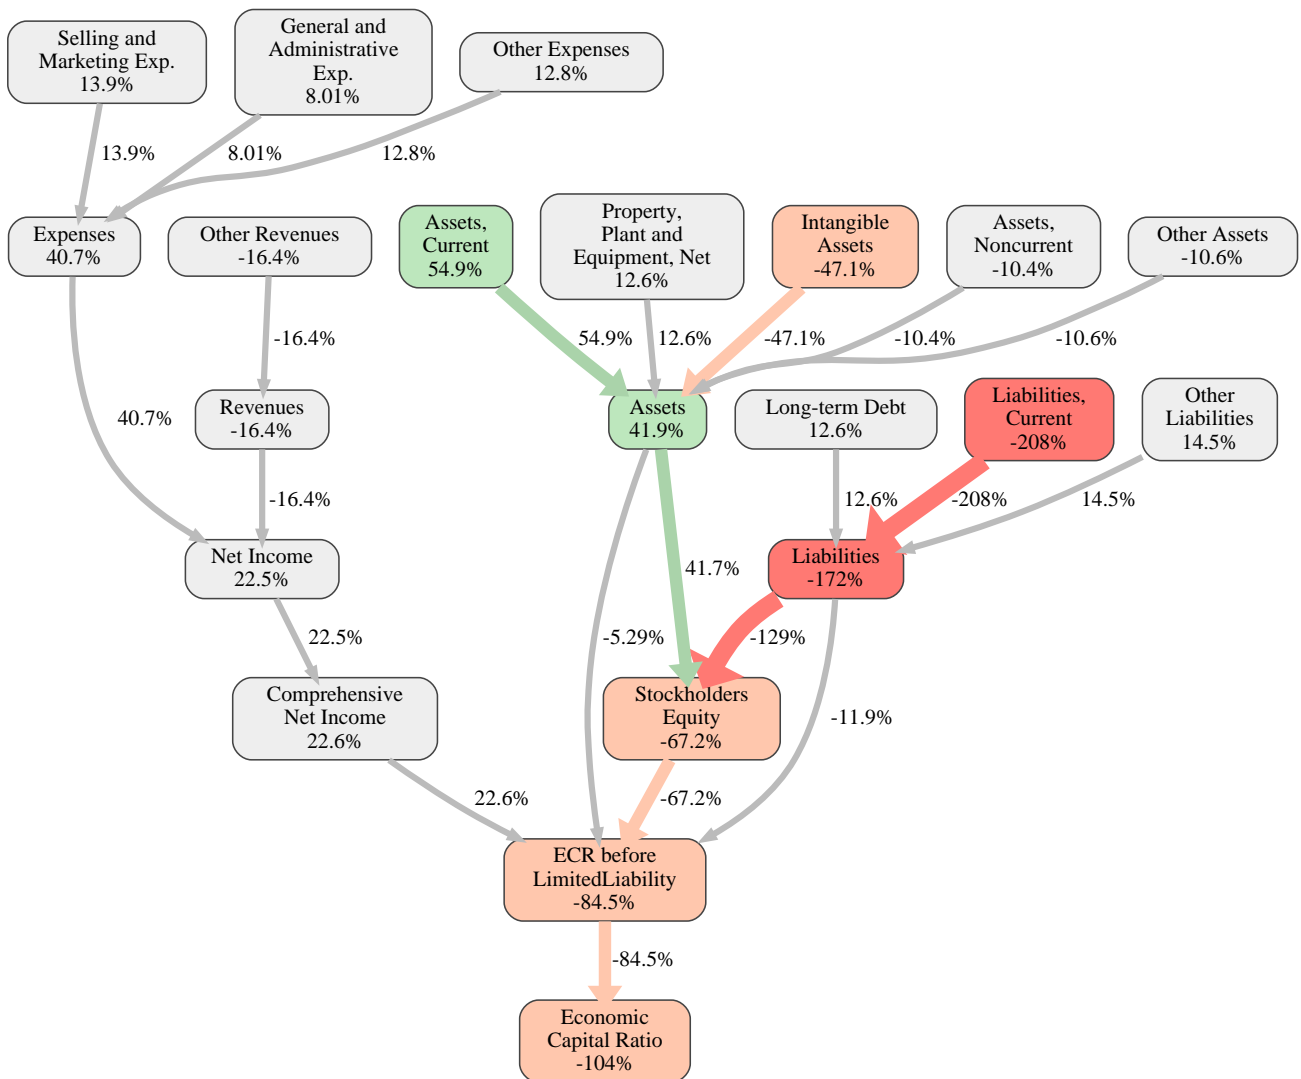 Selling and
Marketing Exp.
13.9%
General and
Administrative
Exp.
8.01%
Other Expenses
12.8%
13.9%
8.01%
12.8%
Expenses
40.7%
Other Revenues
-16.4%
Assets,
Current
54.9%
Property,
Plant and
Equipment, Net
12.6%
Intangible
Assets
-47.1%
Assets,
Noncurrent
-10.4%
Other Assets
-10.6%
-16.4%
54.9%
12.6%
-47.1%
-10.4%
-10.6%
40.7%
Revenues
-16.4%
Assets
41.9%
Long-term Debt
12.6%
Liabilities,
Current
-208%
Other
Liabilities
14.5%
-16.4%
12.6%
-208%
14.5%
Net Income
22.5%
41.7%
Liabilities
-172%
22.5%
-5.29%
-129%
Comprehensive
Net Income
22.6%
Stockholders
Equity
-67.2%
-11.9%
22.6%
-67.2%
ECR before
LimitedLiability
-84.5%
-84.5%
Economic
Capital Ratio
-104%